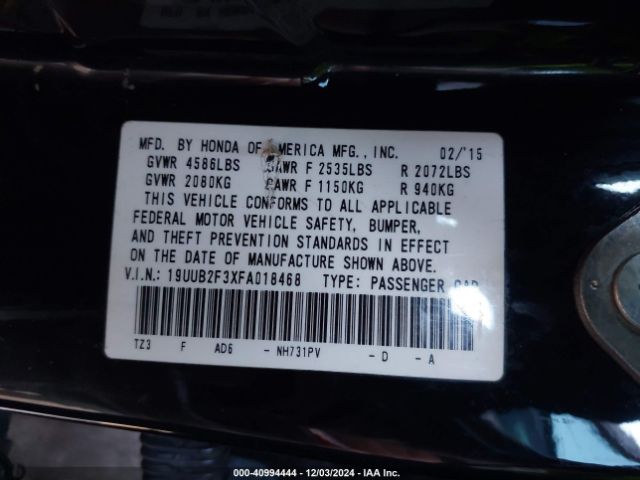 MFD. BY HONDA OF AMERICA MFG., INC. 02/'15
GVWR 4586LBS GAWR F 2535LBS R 2072LBS
GVWR 2080KG GAWR F 1150KG R 940KG
THIS VEHICLE CONFORMS TO ALL APPLICABLE
FEDERAL MOTOR VEHICLE SAFETY, BUMPER,
AND THEFT PREVENTION STANDARDS IN EFFECT
ON THE DATE OF MANUFACTURE SHOWN ABOVE.
V.I.N.: 19UUB2F3XFA018468 TYPE: PASSENGER CAR
TZ3 F AD6 - NH731PV - D - A
000-40994444 - 12/03/2024 - IAA Inc.